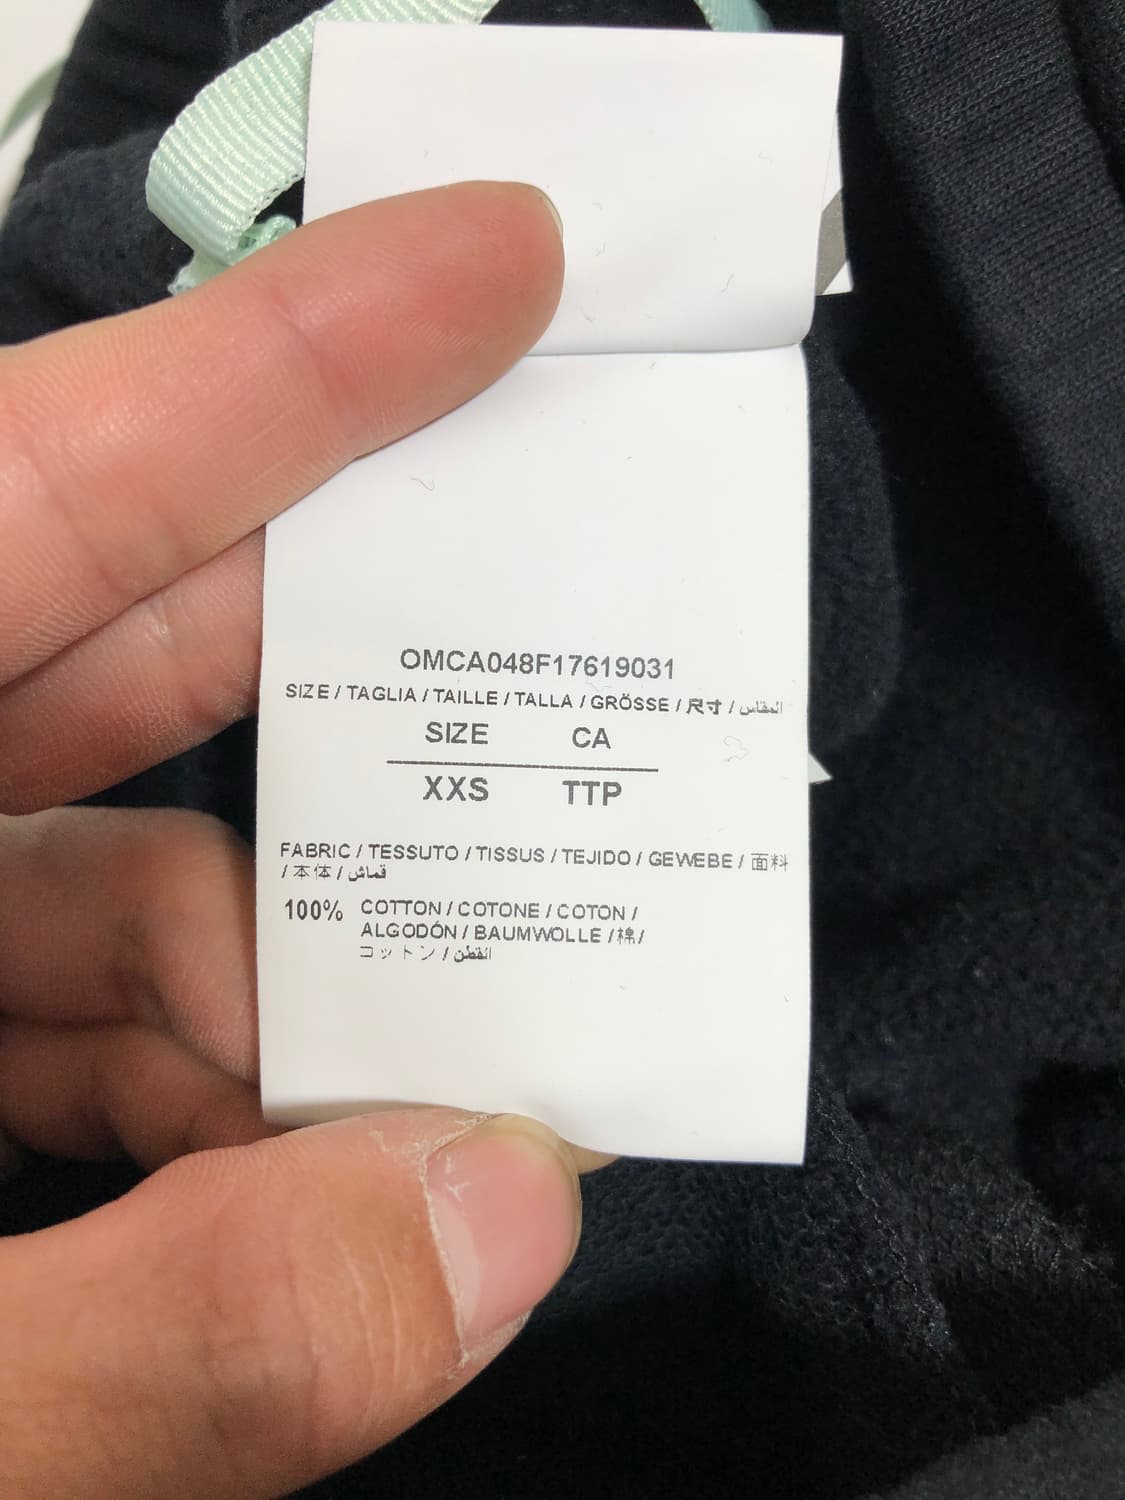 OMCA048F17619031
SIZE / TAGLIA / TAILLE / TALLA / GRÖSSE / 尺寸 / المقاس
SIZE CA
XXS TTP
FABRIC / TESSUTO / TISSUS / TEJIDO / GEWEBE / 面料
/ 本体 / قماش
100% COTTON / COTONE / COTON /
ALGODÓN / BAUMWOLLE / 棉 /
コットン / القطن